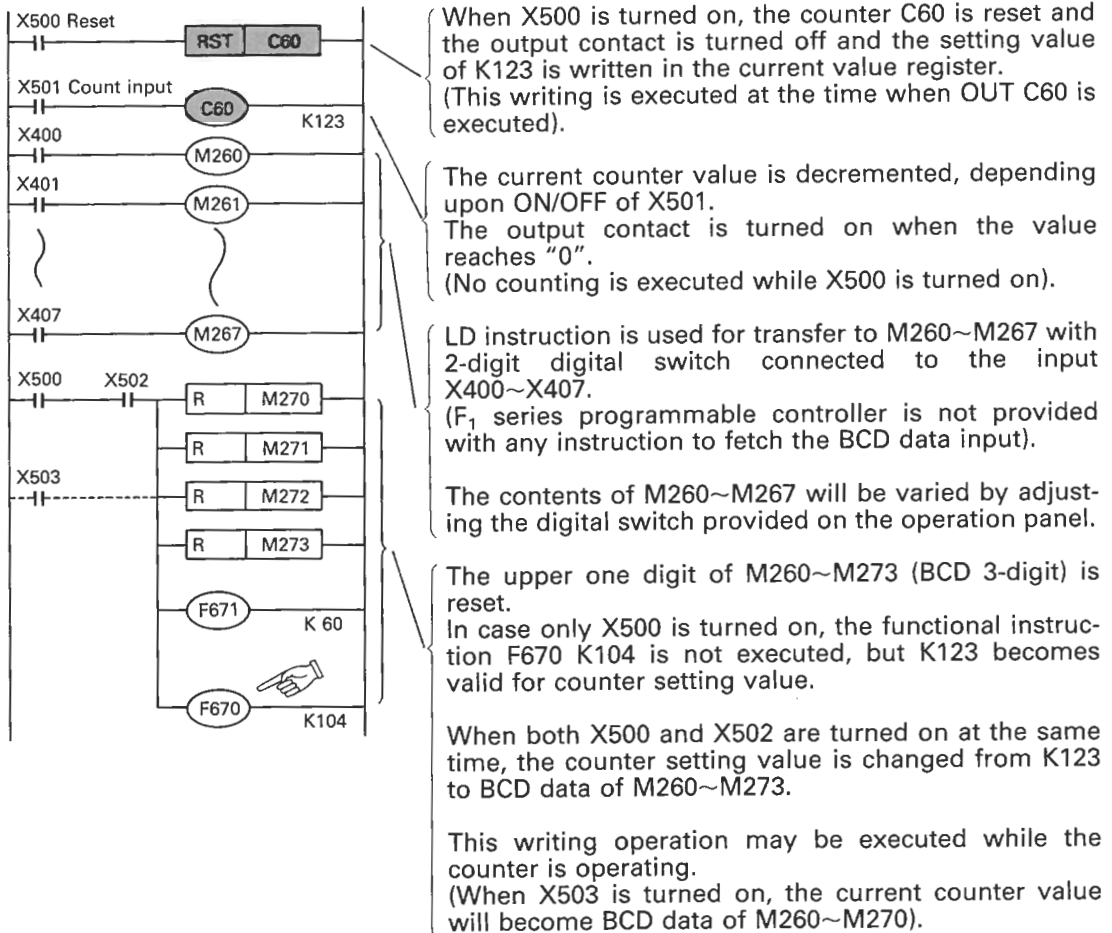 X500 Reset
RST C60
X501 Count input
C60
K123
X400
M260
X401
M261
X407
M267
X500 X502
R M270
R M271
X503
R M272
R M273
F671
K 60
F670
K104
When X500 is turned on, the counter C60 is reset and
the output contact is turned off and the setting value
of K123 is written in the current value register.
(This writing is executed at the time when OUT C60 is
executed).
The current counter value is decremented, depending
upon ON/OFF of X501.
The output contact is turned on when the value
reaches “0”.
(No counting is executed while X500 is turned on).
LD instruction is used for transfer to M260~M267 with
2-digit digital switch connected to the input
X400~X407.
(F₁ series programmable controller is not provided
with any instruction to fetch the BCD data input).
The contents of M260~M267 will be varied by adjust-
ing the digital switch provided on the operation panel.
The upper one digit of M260~M273 (BCD 3-digit) is
reset.
In case only X500 is turned on, the functional instruc-
tion F670 K104 is not executed, but K123 becomes
valid for counter setting value.
When both X500 and X502 are turned on at the same
time, the counter setting value is changed from K123
to BCD data of M260~M273.
This writing operation may be executed while the
counter is operating.
(When X503 is turned on, the current counter value
will become BCD data of M260~M270).